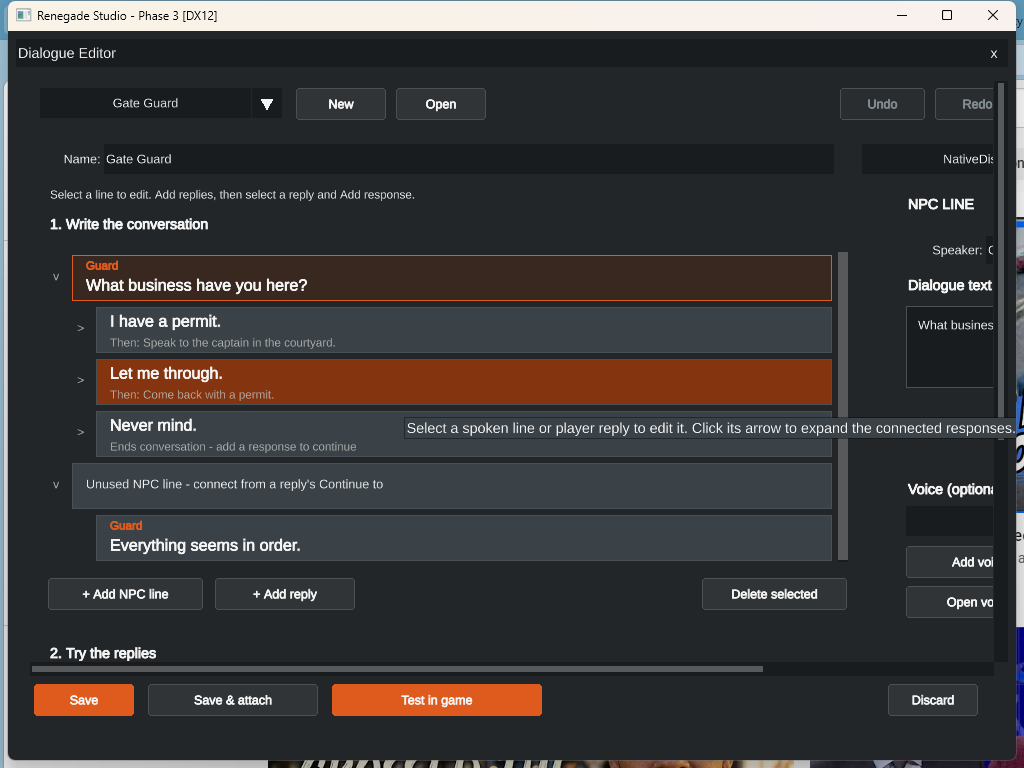 Renegade Studio - Phase 3 [DX12]
Dialogue Editor
x
Gate Guard
New
Open
Undo
Redo
Name: Gate Guard
NativeDis
Select a line to edit. Add replies, then select a reply and Add response.
NPC LINE
1. Write the conversation
Speaker:
v
Guard
What business have you here?
Dialogue text
What busines
>
I have a permit.
Then: Speak to the captain in the courtyard.
>
Let me through.
Then: Come back with a permit.
>
Never mind.
Ends conversation - add a response to continue
Select a spoken line or player reply to edit it. Click its arrow to expand the connected responses.
v
Unused NPC line - connect from a reply's Continue to
Voice (optiona
Guard
Everything seems in order.
Add voi
+ Add NPC line
+ Add reply
Delete selected
Open vo
2. Try the replies
Save
Save & attach
Test in game
Discard